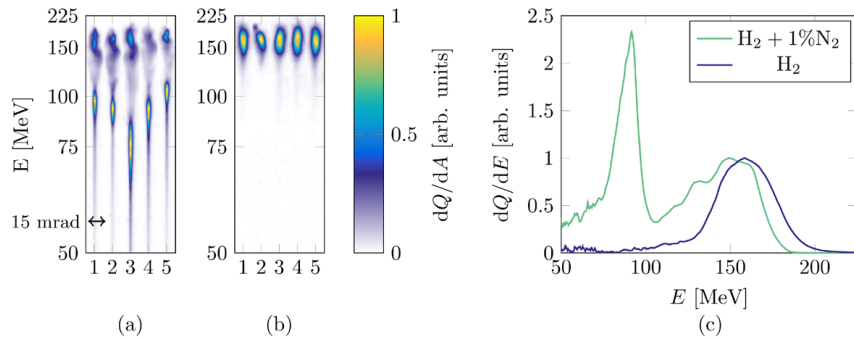 225
150
100
75
50
E [MeV]
15 mrad
1 2 3 4 5
(a)
225
150
100
75
50
1 2 3 4 5
(b)
1
0.5
0
dQ/dA [arb. units]
2.5
2
1.5
1
0.5
0
dQ/dE [arb. units]
H₂ + 1%N₂
H₂
50 100 150 200
E [MeV]
(c)